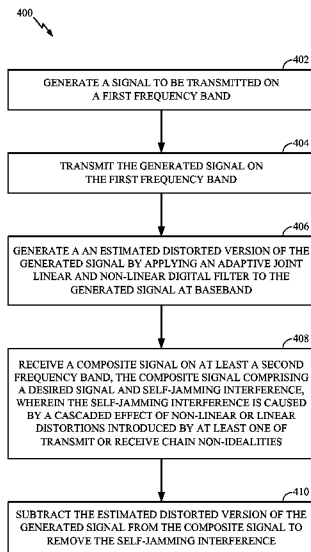 400
402
GENERATE A SIGNAL TO BE TRANSMITTED ON
A FIRST FREQUENCY BAND
404
TRANSMIT THE GENERATED SIGNAL ON
THE FIRST FREQUENCY BAND
406
GENERATE A AN ESTIMATED DISTORTED VERSION OF THE
GENERATED SIGNAL BY APPLYING AN ADAPTIVE JOINT
LINEAR AND NON-LINEAR DIGITAL FILTER TO THE
GENERATED SIGNAL AT BASEBAND
408
RECEIVE A COMPOSITE SIGNAL ON AT LEAST A SECOND
FREQUENCY BAND, THE COMPOSITE SIGNAL COMPRISING
A DESIRED SIGNAL AND SELF-JAMMING INTERFERENCE,
WHEREIN THE SELF-JAMMING INTERFERENCE IS CAUSED
BY A CASCADED EFFECT OF NON-LINEAR OR LINEAR
DISTORTIONS INTRODUCED BY AT LEAST ONE OF
TRANSMIT OR RECEIVE CHAIN NON-IDEALITIES
410
SUBTRACT THE ESTIMATED DISTORTED VERSION OF THE
GENERATED SIGNAL FROM THE COMPOSITE SIGNAL TO
REMOVE THE SELF-JAMMING INTERFERENCE